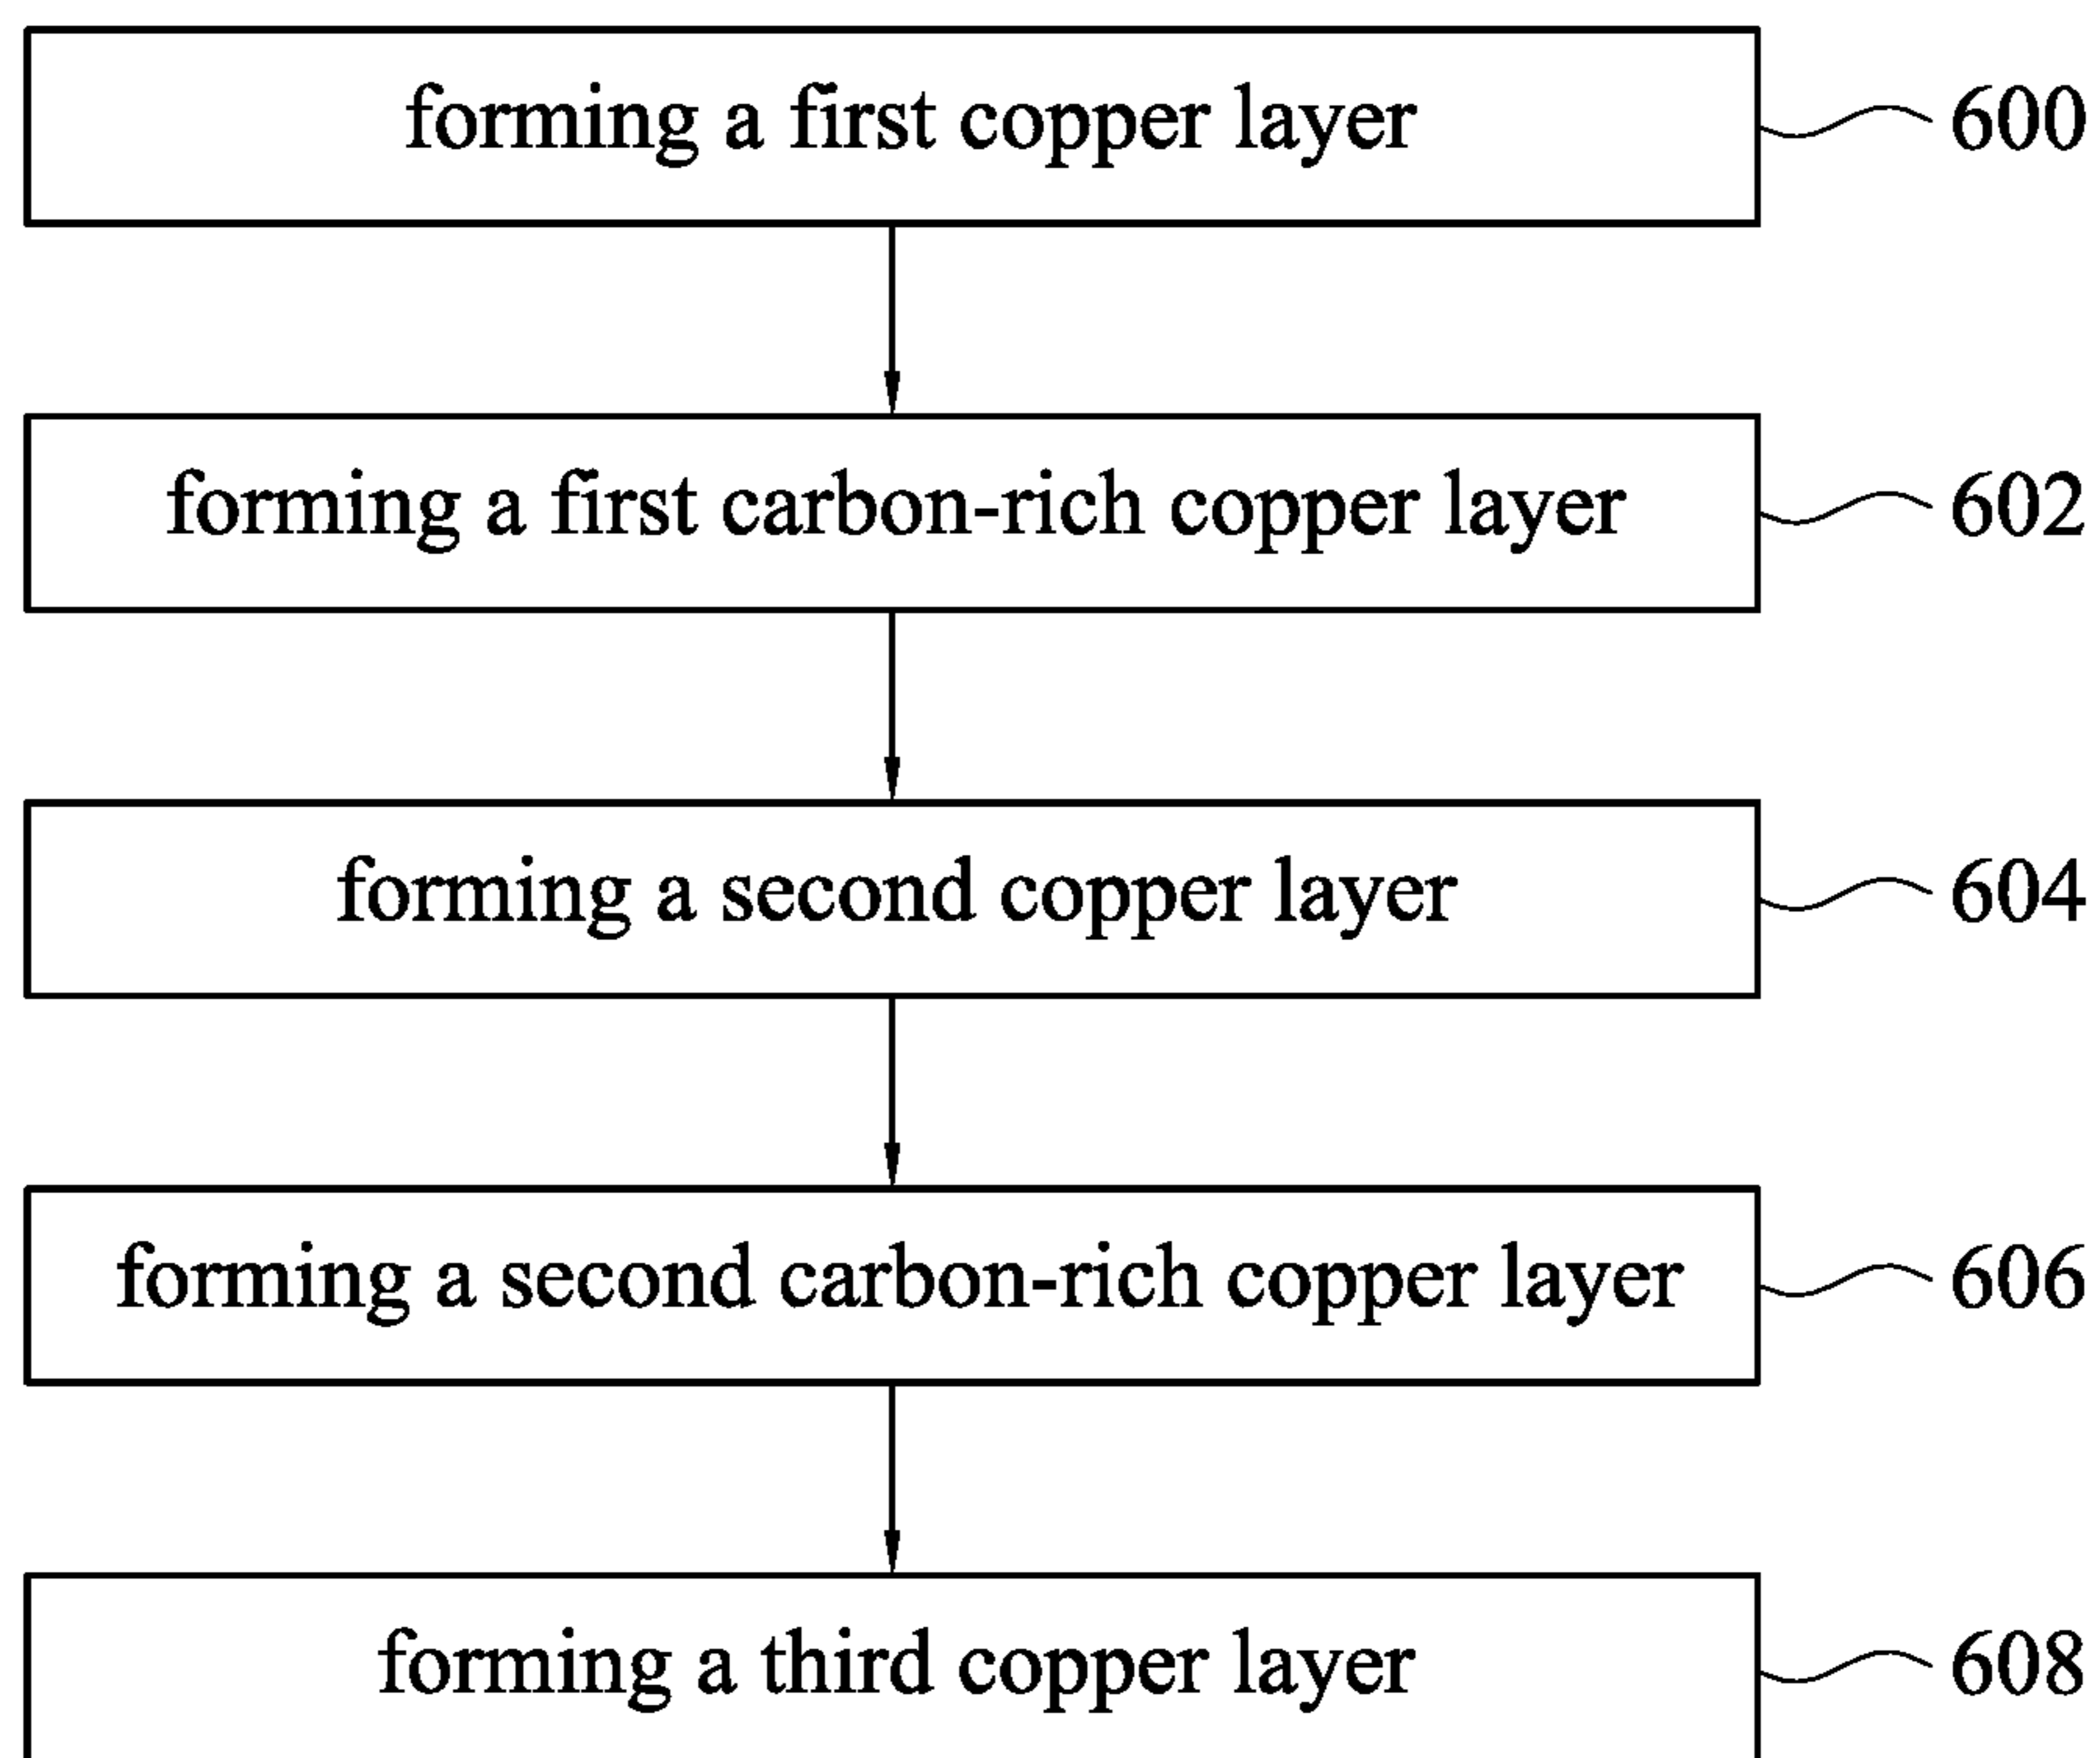 forming a first copper layer 600
forming a first carbon-rich copper layer 602
forming a second copper layer 604
forming a second carbon-rich copper layer 606
forming a third copper layer 608